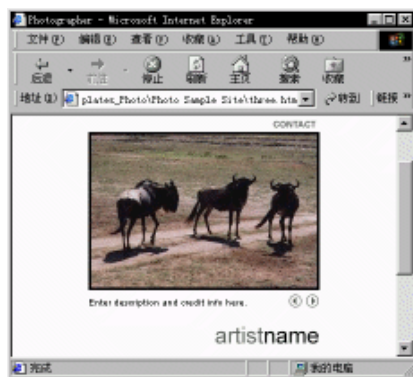 Photographer - Microsoft Internet Explorer
文件(F) 编辑(E) 查看(V) 收藏(A) 工具(T) 帮助(H)
后退 前进 停止 刷新 主页 搜索 收藏 »
地址(D) plates_Photo\Photo Sample Site\three.htm 转到 链接 »
CONTACT
Enter description and credit info here.
artistname
完成 我的电脑